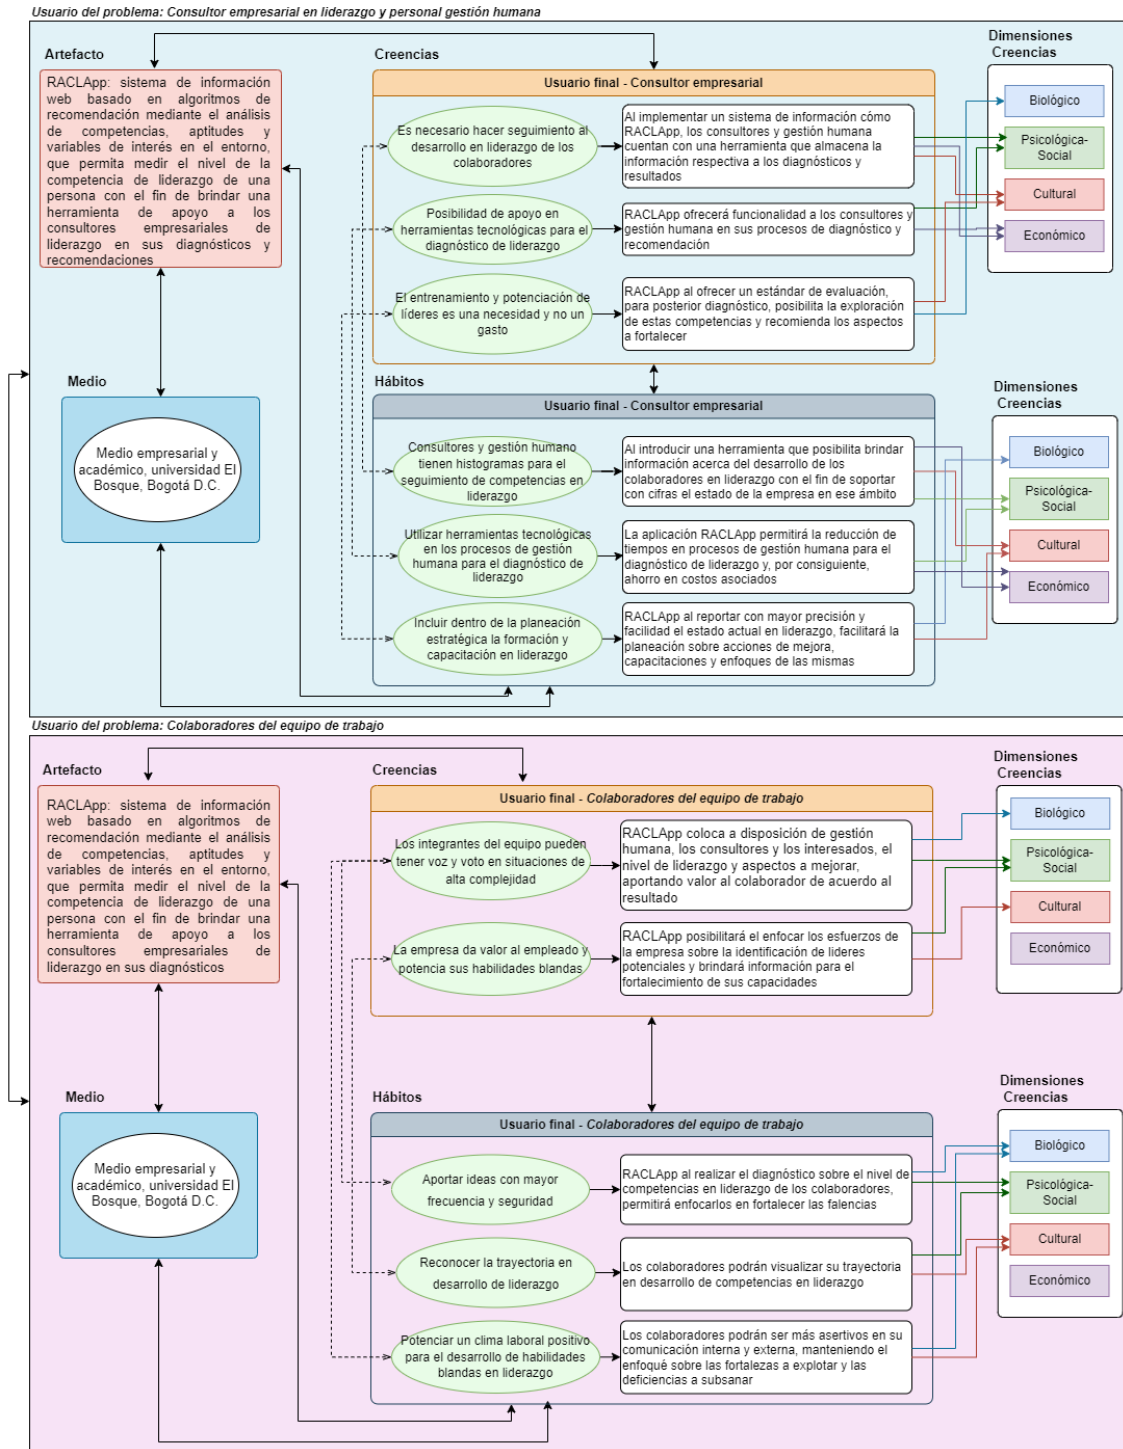 Usuario del problema: Consultor empresarial en liderazgo y personal gestión humana
Artefacto
RACLApp: sistema de información
web basado en algoritmos de
recomendación mediante el análisis
de competencias, aptitudes y
variables de interés en el entorno,
que permita medir el nivel de la
competencia de liderazgo de una
persona con el fin de brindar una
herramienta de apoyo a los
consultores empresariales de
liderazgo en sus diagnósticos y
recomendaciones
Medio
Medio empresarial y
académico, universidad El
Bosque, Bogotá D.C.
Creencias
Usuario final - Consultor empresarial
Es necesario hacer seguimiento al
desarrollo en liderazgo de los
colaboradores
Al implementar un sistema de información cómo
RACLApp, los consultores y gestión humana
cuentan con una herramienta que almacena la
información respectiva a los diagnósticos y
resultados
Posibilidad de apoyo en
herramientas tecnológicas para el
diagnóstico de liderazgo
RACLApp ofrecerá funcionalidad a los consultores y
gestión humana en sus procesos de diagnóstico y
recomendación
El entrenamiento y potenciación de
líderes es una necesidad y no un
gasto
RACLApp al ofrecer un estándar de evaluación,
para posterior diagnóstico, posibilita la exploración
de estas competencias y recomienda los aspectos a
fortalecer
Dimensiones
Creencias
Biológico
Psicológica-
Social
Cultural
Económico
Hábitos
Usuario final - Consultor empresarial
Consultores y gestión humano
tienen histogramas para el
seguimiento de competencias en
liderazgo
Al introducir una herramienta que posibilita brindar
información acerca del desarrollo de los
colaboradores en liderazgo con el fin de soportar
con cifras el estado de la empresa en ese ámbito
Utilizar herramientas tecnológicas
en los procesos de gestión
humana para el diagnóstico de
liderazgo
La aplicación RACLApp permitirá la reducción de
tiempos en procesos de gestión humana para el
diagnóstico de liderazgo y, por consiguiente,
ahorro en costos asociados
Incluir dentro de la planeación
estratégica la formación y
capacitación en liderazgo
RACLApp al reportar con mayor precisión y
facilidad el estado actual en liderazgo, facilitará la
planeación sobre acciones de mejora,
capacitaciones y enfoques de las mismas
Dimensiones
Creencias
Biológico
Psicológica-
Social
Cultural
Económico
Usuario del problema: Colaboradores del equipo de trabajo
Artefacto
RACLApp: sistema de información
web basado en algoritmos de
recomendación mediante el análisis
de competencias, aptitudes y
variables de interés en el entorno,
que permita medir el nivel de la
competencia de liderazgo de una
persona con el fin de brindar una
herramienta de apoyo a los
consultores empresariales de
liderazgo en sus diagnósticos
Medio
Medio empresarial y
académico, universidad El
Bosque, Bogotá D.C.
Creencias
Usuario final - Colaboradores del equipo de trabajo
Los integrantes del equipo pueden
tener voz y voto en situaciones de
alta complejidad
RACLApp coloca a disposición de gestión
humana, los consultores y los interesados, el
nivel de liderazgo y aspectos a mejorar,
aportando valor al colaborador de acuerdo al
resultado
La empresa da valor al empleado y
potencia sus habilidades blandas
RACLApp posibilitará el enfocar los esfuerzos de
la empresa sobre la identificación de lideres
potenciales y brindará información para el
fortalecimiento de sus capacidades
Dimensiones
Creencias
Biológico
Psicológica-
Social
Cultural
Económico
Hábitos
Usuario final - Colaboradores del equipo de trabajo
Aportar ideas con mayor
frecuencia y seguridad
RACLApp al realizar el diagnóstico sobre el nivel de
competencias en liderazgo de los colaboradores,
permitirá enfocarlos en fortalecer las falencias
Reconocer la trayectoria en
desarrollo de liderazgo
Los colaboradores podrán visualizar su trayectoria
en desarrollo de competencias en liderazgo
Potenciar un clima laboral positivo
para el desarrollo de habilidades
blandas en liderazgo
Los colaboradores podrán ser más asertivos en su
comunicación interna y externa, manteniendo el
enfoqué sobre las fortalezas a explotar y las
deficiencias a subsanar
Dimensiones
Creencias
Biológico
Psicológica-
Social
Cultural
Económico